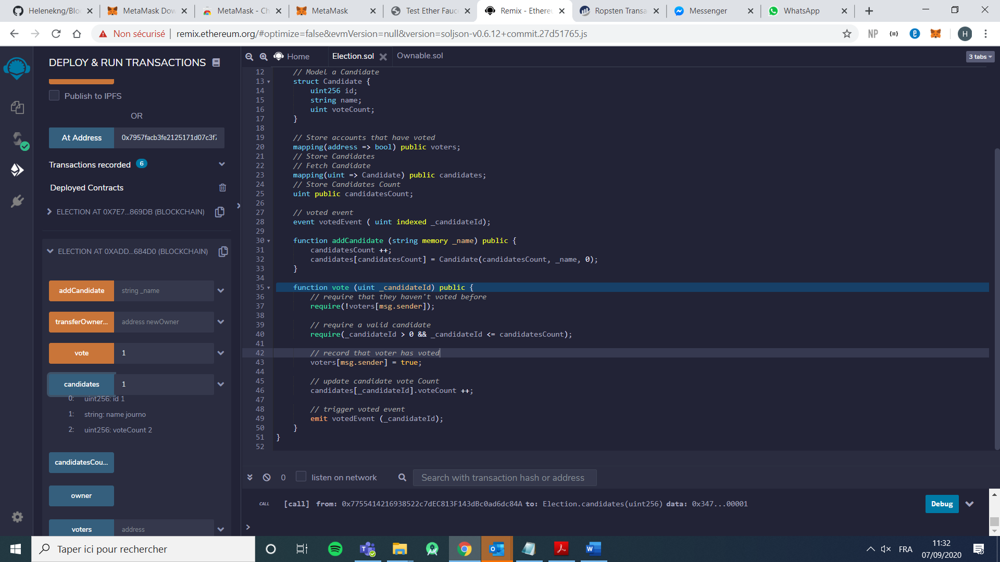 Helenekng/Blo
MetaMask Dow
MetaMask - Ch
MetaMask
Test Ether Fauce
Remix - Ethereu
Ropsten Transa
Messenger
WhatsApp
Non sécurisé
remix.ethereum.org/#optimize=false&evmVersion=null&version=soljson-v0.6.12+commit.27d51765.js
NP
H
DEPLOY & RUN TRANSACTIONS
Publish to IPFS
OR
At Address
0x7957facb3fe2125171d07c3f7
Transactions recorded 6
Deployed Contracts
ELECTION AT 0X7E7...869DB (BLOCKCHAIN)
ELECTION AT 0XADD...684D0 (BLOCKCHAIN)
addCandidate string _name
transferOwner... address newOwner
vote 1
candidates 1
0: uint256: id 1
1: string: name journo
2: uint256: voteCount 2
candidatesCou...
owner
voters address
Home
Election.sol
Ownable.sol
3 tabs
12 // Model a Candidate
13 struct Candidate {
14 uint256 id;
15 string name;
16 uint voteCount;
17 }
18
19 // Store accounts that have voted
20 mapping(address => bool) public voters;
21 // Store Candidates
22 // Fetch Candidate
23 mapping(uint => Candidate) public candidates;
24 // Store Candidates Count
25 uint public candidatesCount;
26
27 // voted event
28 event votedEvent ( uint indexed _candidateId);
29
30 function addCandidate (string memory _name) public {
31 candidatesCount ++;
32 candidates[candidatesCount] = Candidate(candidatesCount, _name, 0);
33 }
34
35 function vote (uint _candidateId) public {
36 // require that they haven't voted before
37 require(!voters[msg.sender]);
38
39 // require a valid candidate
40 require(_candidateId > 0 && _candidateId <= candidatesCount);
41
42 // record that voter has voted
43 voters[msg.sender] = true;
44
45 // update candidate vote Count
46 candidates[_candidateId].voteCount ++;
47
48 // trigger voted event
49 emit votedEvent (_candidateId);
50 }
51 }
52
0
listen on network
Search with transaction hash or address
CALL [call] from: 0x7755414216938522c7dEC813F143dBc0ad6dc84A to: Election.candidates(uint256) data: 0x347...00001
Debug
>
Taper ici pour rechercher
FRA
11:32
07/09/2020